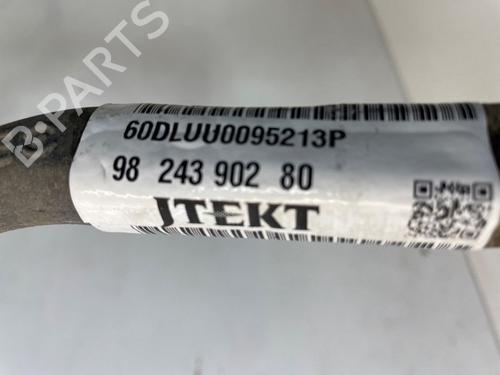 B-PARTS
60DLUU0095213P
98 243 902 80
JTEKT